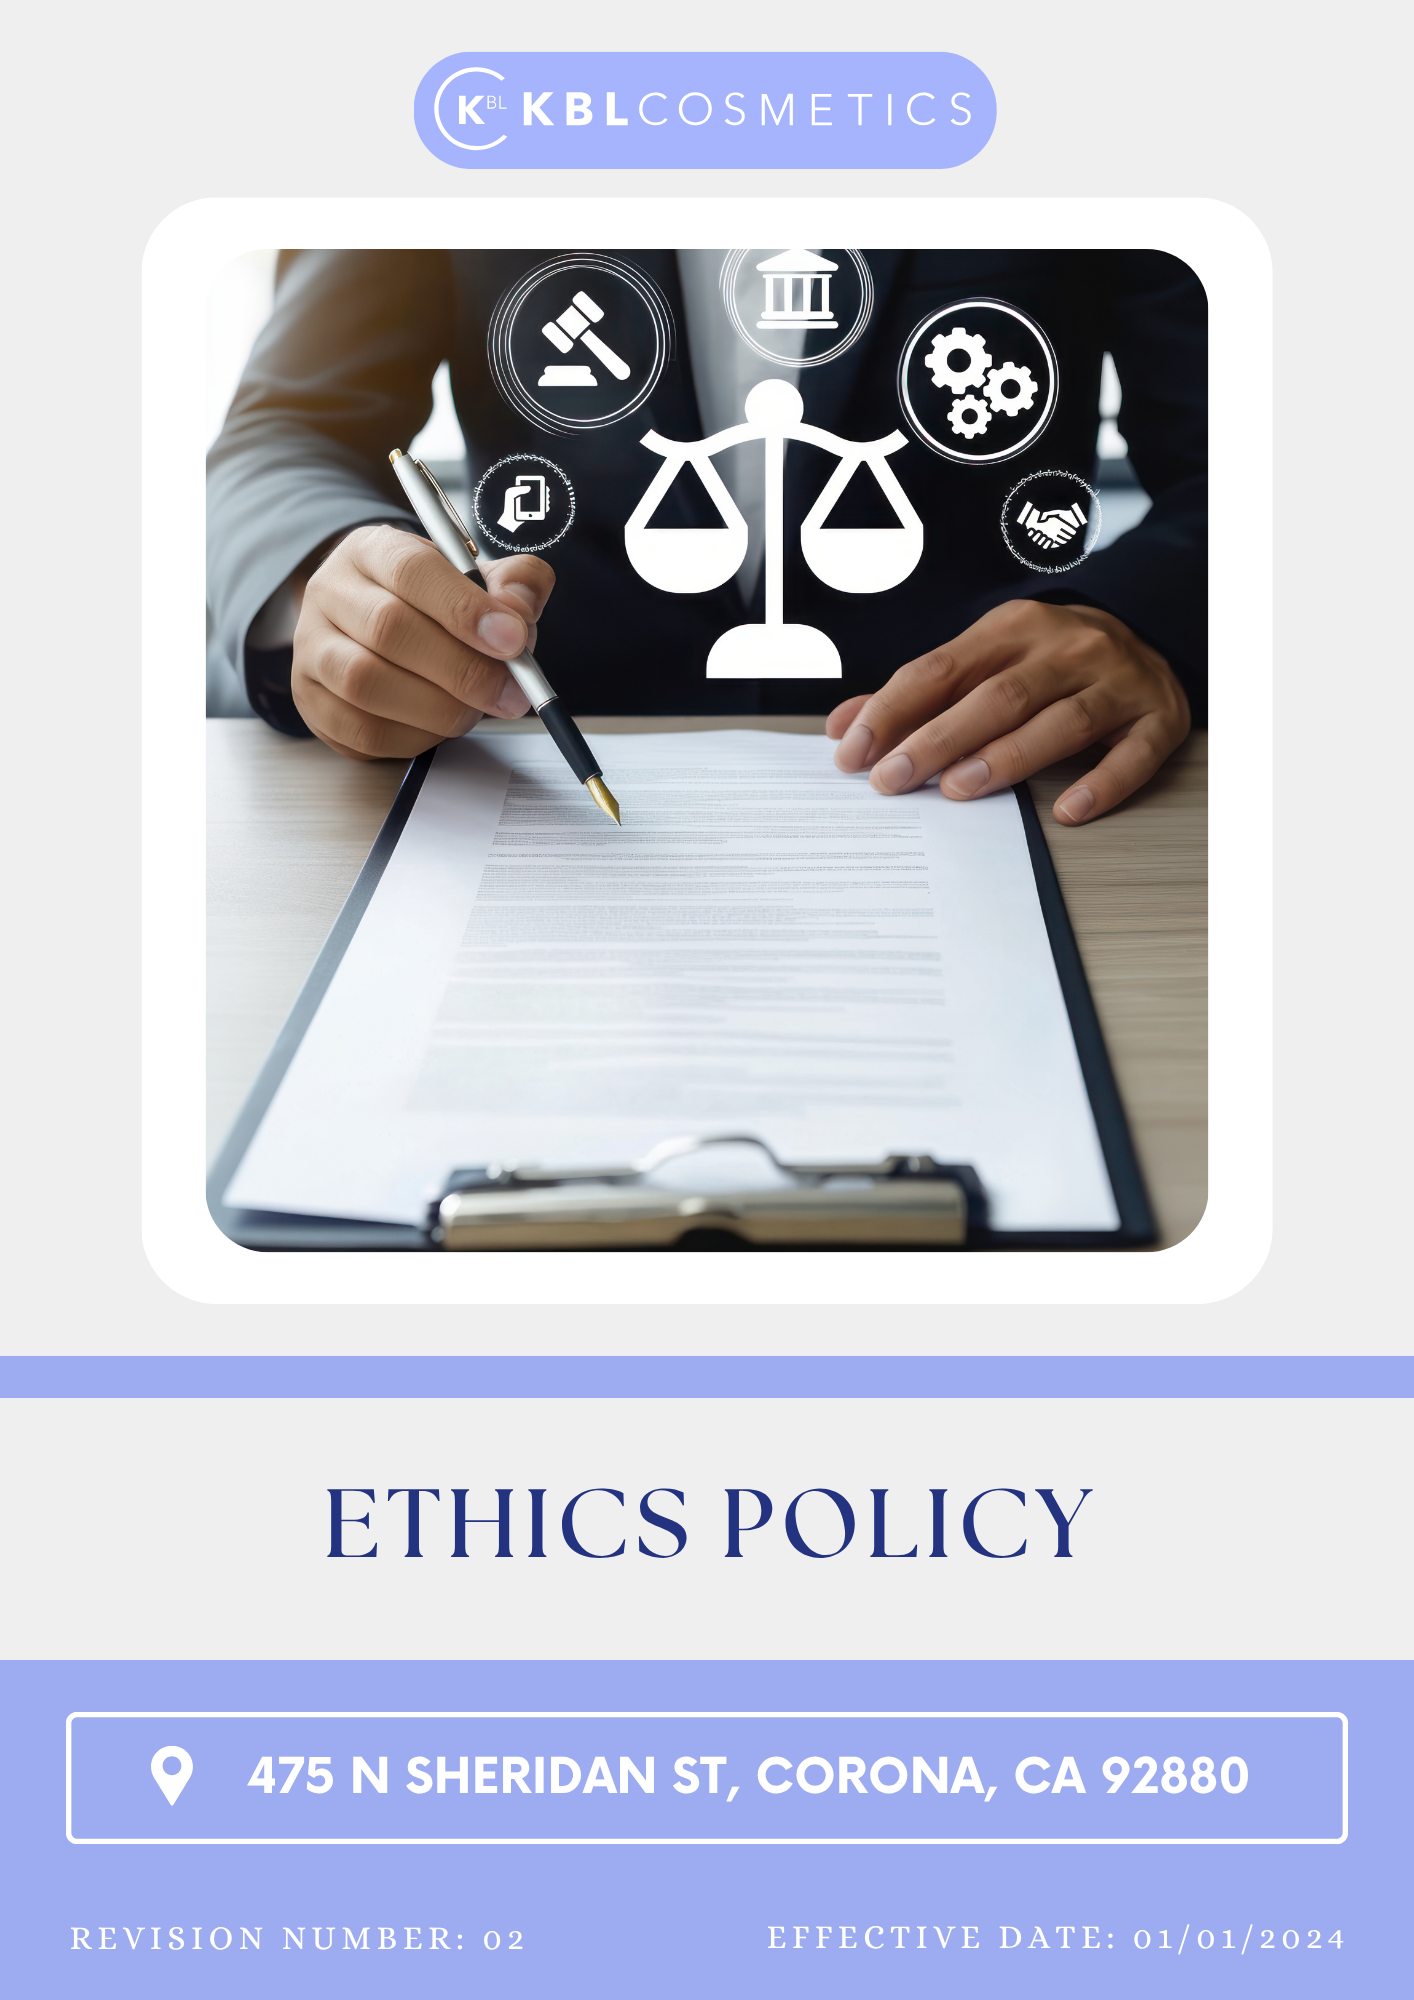 KBL KBLCOSMETICS
ETHICS POLICY
475 N SHERIDAN ST, CORONA, CA 92880
REVISION NUMBER: 02
EFFECTIVE DATE: 01/01/2024